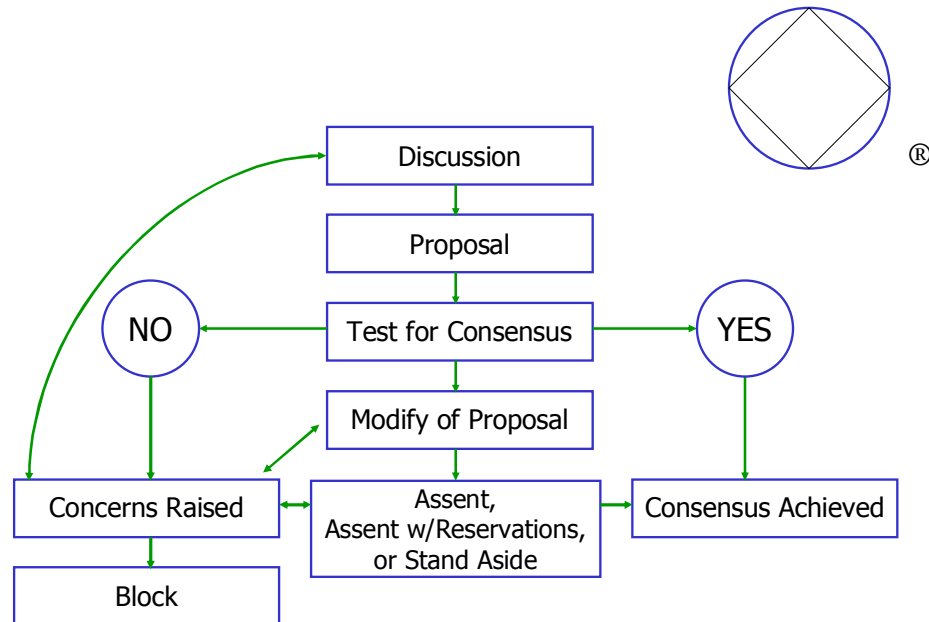 ®
Discussion
Proposal
NO
Test for Consensus
YES
Modify of Proposal
Concerns Raised
Assent,
Assent w/Reservations,
or Stand Aside
Consensus Achieved
Block